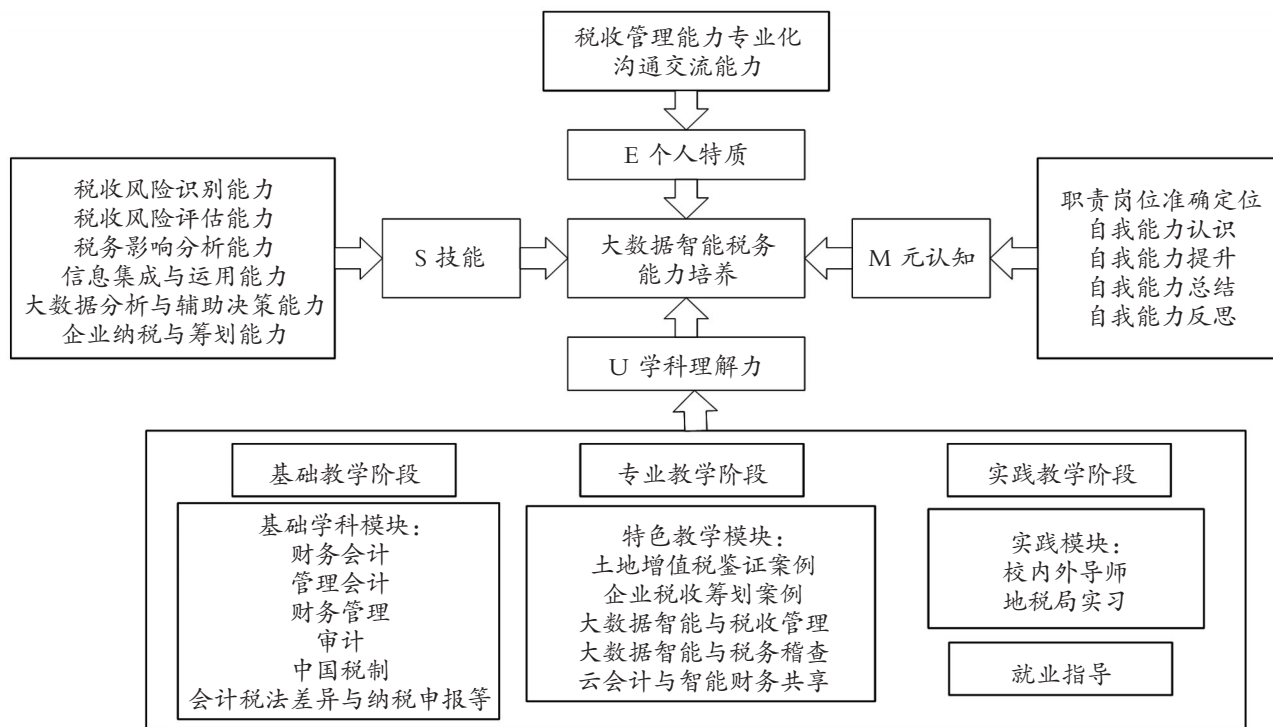 税收管理能力专业化
沟通交流能力
E 个人特质
税收风险识别能力
税收风险评估能力
税务影响分析能力
信息集成与运用能力
大数据分析与辅助决策能力
企业纳税与筹划能力
S 技能
大数据智能税务
能力培养
M 元认知
职责岗位准确定位
自我能力认识
自我能力提升
自我能力总结
自我能力反思
U 学科理解力
基础教学阶段
基础学科模块：
财务会计
管理会计
财务管理
审计
中国税制
会计税法差异与纳税申报等
专业教学阶段
特色教学模块：
土地增值税鉴证案例
企业税收筹划案例
大数据智能与税收管理
大数据智能与税务稽查
云会计与智能财务共享
实践教学阶段
实践模块：
校内外导师
地税局实习
就业指导